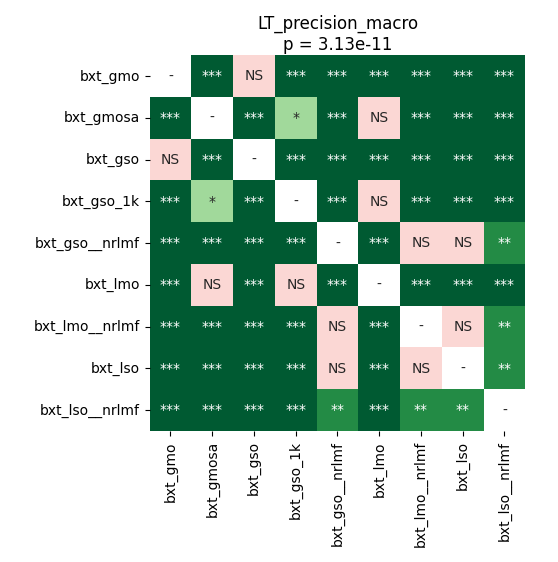 LT_precision_macro
p = 3.13e-11
bxt_gmo - *** NS *** *** *** *** *** ***
bxt_gmosa *** - *** * *** NS *** *** ***
bxt_gso NS *** - *** *** *** *** *** ***
bxt_gso_1k *** * *** - *** NS *** *** ***
bxt_gso__nrlmf *** *** *** *** - *** NS NS **
bxt_lmo *** NS *** NS *** - *** *** ***
bxt_lmo__nrlmf *** *** *** *** NS *** - NS **
bxt_lso *** *** *** *** NS *** NS - **
bxt_lso__nrlmf *** *** *** *** ** *** ** ** -
bxt_gmo
bxt_gmosa
bxt_gso
bxt_gso_1k
bxt_gso__nrlmf
bxt_lmo
bxt_lmo__nrlmf
bxt_lso
bxt_lso__nrlmf